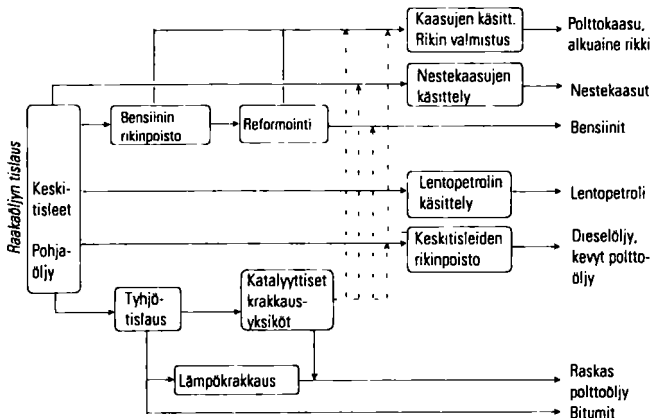 Kaasujen käsitt.
Rikin valmistus
Polttokaasu,
alkuaine rikki
Nestekaasujen
käsittely
Nestekaasut
Bensiinin
rikinpoisto
Reformointi
Bensiinit
Raakaöljyn tislaus
Keski-
tisleet
Lentopetrolin
käsittely
Lentopetroli
Pohja-
öljy
Keskitisleiden
rikinpoisto
Dieselöljy,
kevyt poltto-
öljy
Tyhjö-
tislaus
Katalyyttiset
krakkaus-
yksiköt
Lämpökrakkaus
Raskas
polttoöljy
Bitumit